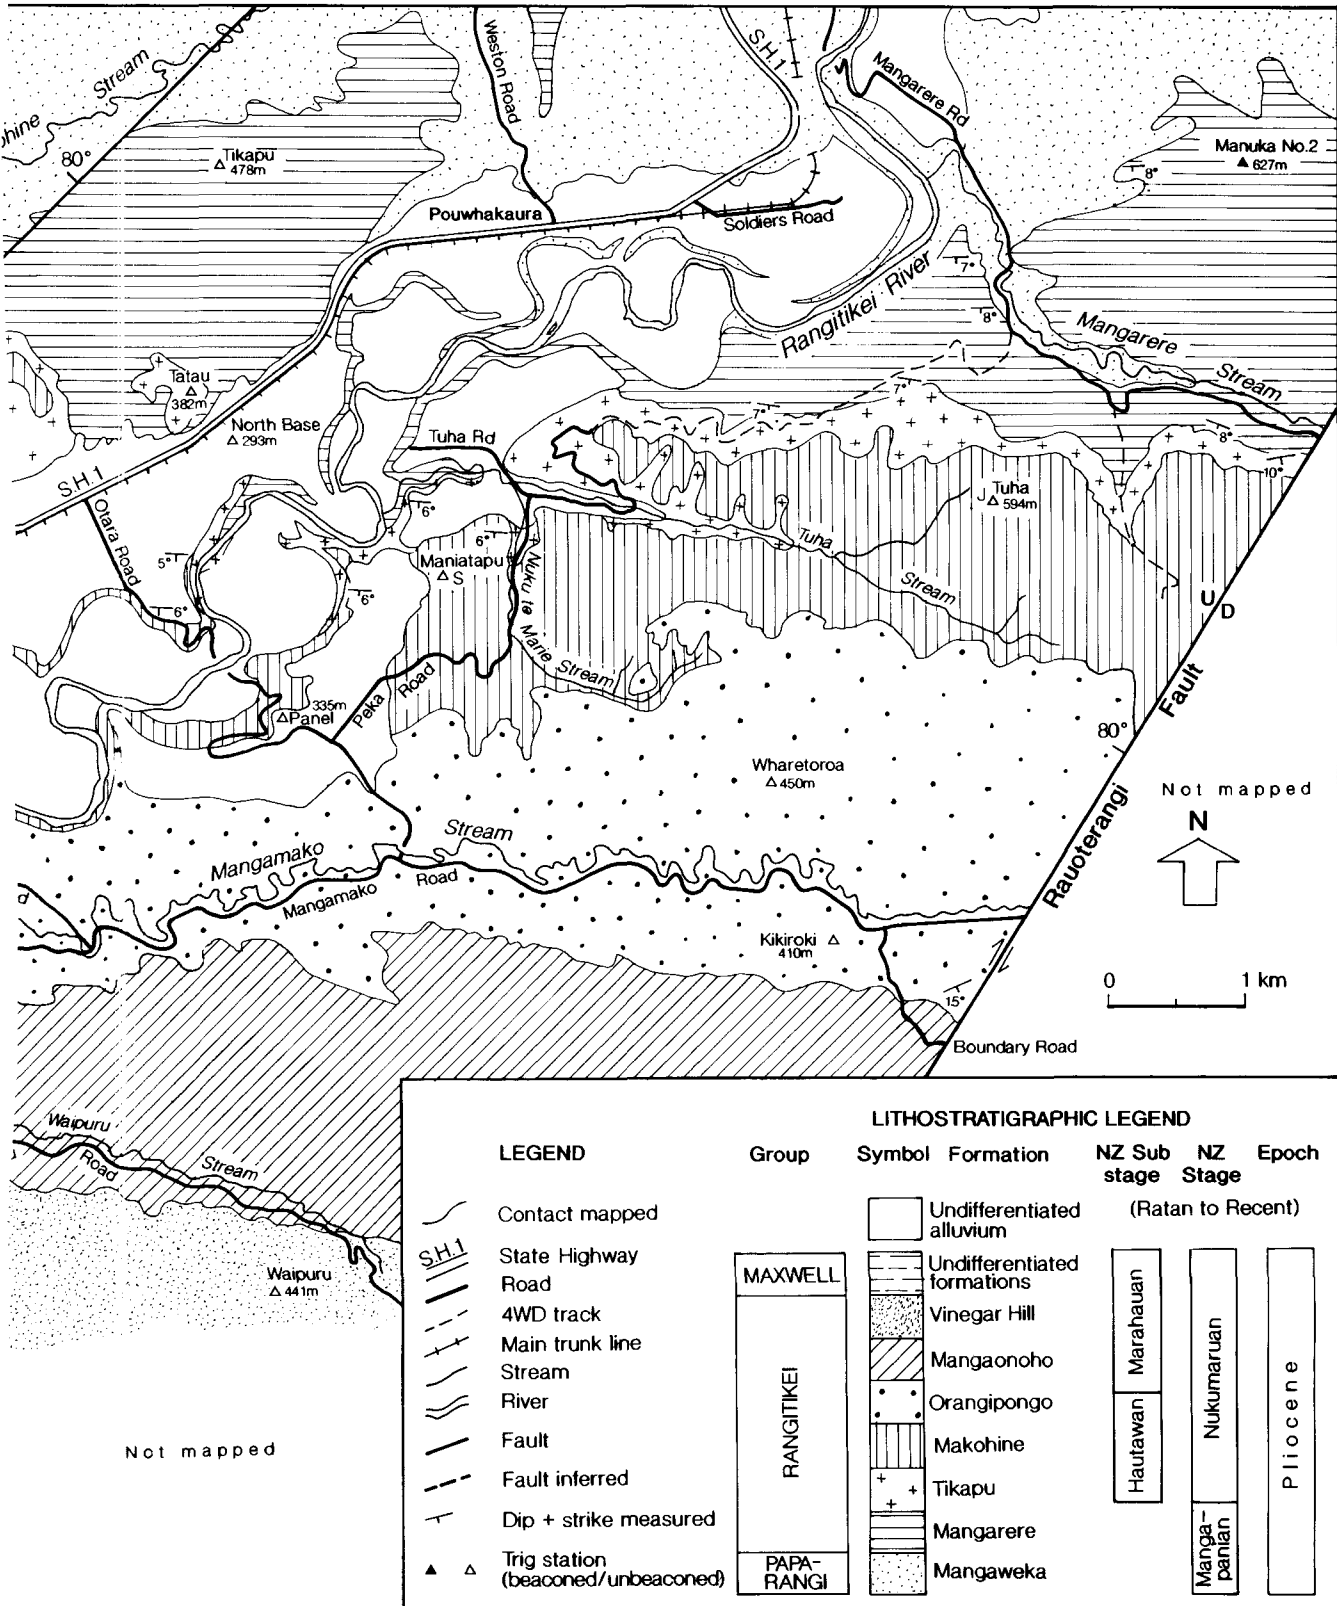 Weston Road
S.H.1
Mangarere Rd
hine Stream
80°
Tikapu
478m
Manuka No.2
627m
8°
Pouwhakaura
Soldiers Road
7°
8°
Rangitikei River
Mangarere Stream
Tatau
382m
North Base
293m
7°
7°
Tuha Rd
8°
10°
S.H.1
Otara Road
6°
6°
Tuha
J 594m
5°
6°
6°
Maniatapu
S
Nuku te Marie Stream
Tuha Stream
U
D
335m
Panel
Peka Road
80°
Rauoterangi Fault
Wharetoroa
450m
Not mapped
N
Mangamako Stream
Mangamako Road
d
Kikiroki
410m
15°
0 1 km
Boundary Road
Waipuru Stream
Road
Waipuru
441m
Not mapped
LITHOSTRATIGRAPHIC LEGEND
LEGEND
Group
Symbol Formation
NZ Sub stage
NZ Stage
Epoch
(Ratan to Recent)
Contact mapped
S.H.1 State Highway
Road
4WD track
Main trunk line
Stream
River
Fault
Fault inferred
Dip + strike measured
Trig station
(beaconed/unbeaconed)
MAXWELL
RANGITIKEI
PAPA-
RANGI
Undifferentiated
alluvium
Undifferentiated
formations
Vinegar Hill
Mangaonoho
Orangipongo
Makohine
Tikapu
Mangarere
Mangaweka
Marahauan
Hautawan
Nukumaruan
Manga-
panian
Pliocene